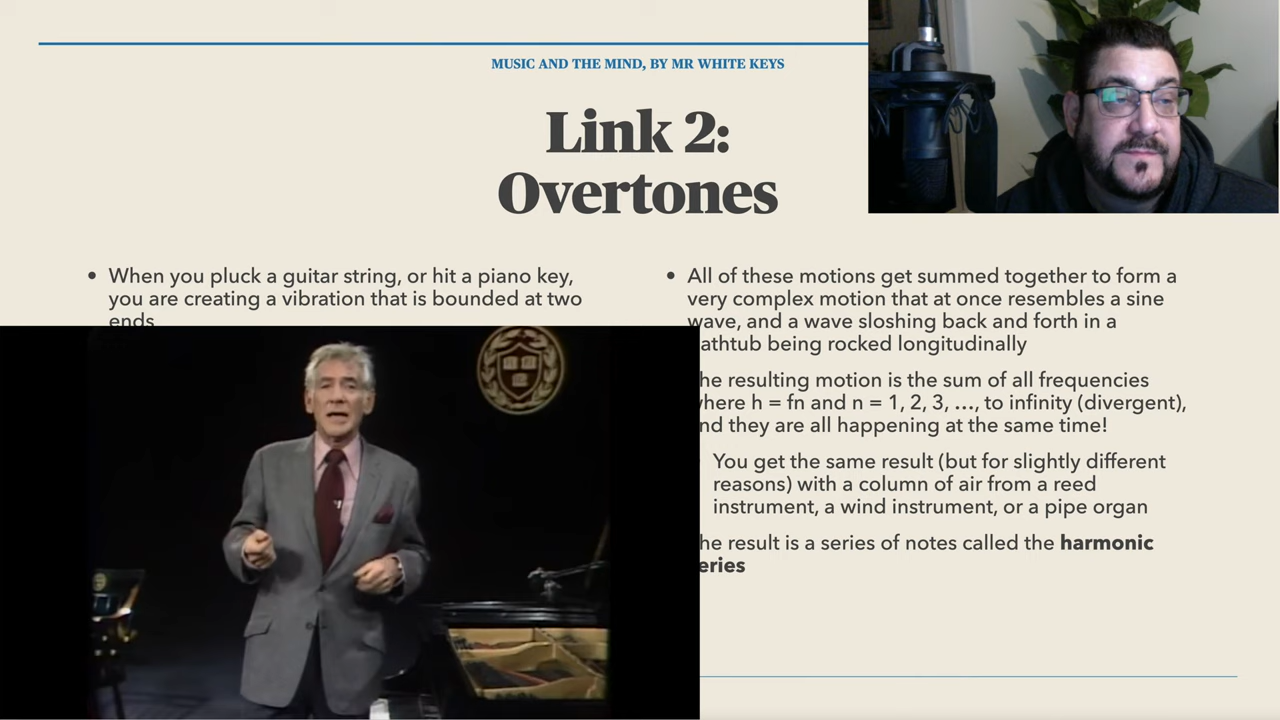 MUSIC AND THE MIND, BY MR WHITE KEYS
Link 2:
Overtones
• When you pluck a guitar string, or hit a piano key,
you are creating a vibration that is bounded at two
ends
• All of these motions get summed together to form a
very complex motion that at once resembles a sine
wave, and a wave sloshing back and forth in a
athtub being rocked longitudinally
he resulting motion is the sum of all frequencies
where h = fn and n = 1, 2, 3, …, to infinity (divergent),
nd they are all happening at the same time!
You get the same result (but for slightly different
reasons) with a column of air from a reed
instrument, a wind instrument, or a pipe organ
he result is a series of notes called the harmonic
eries